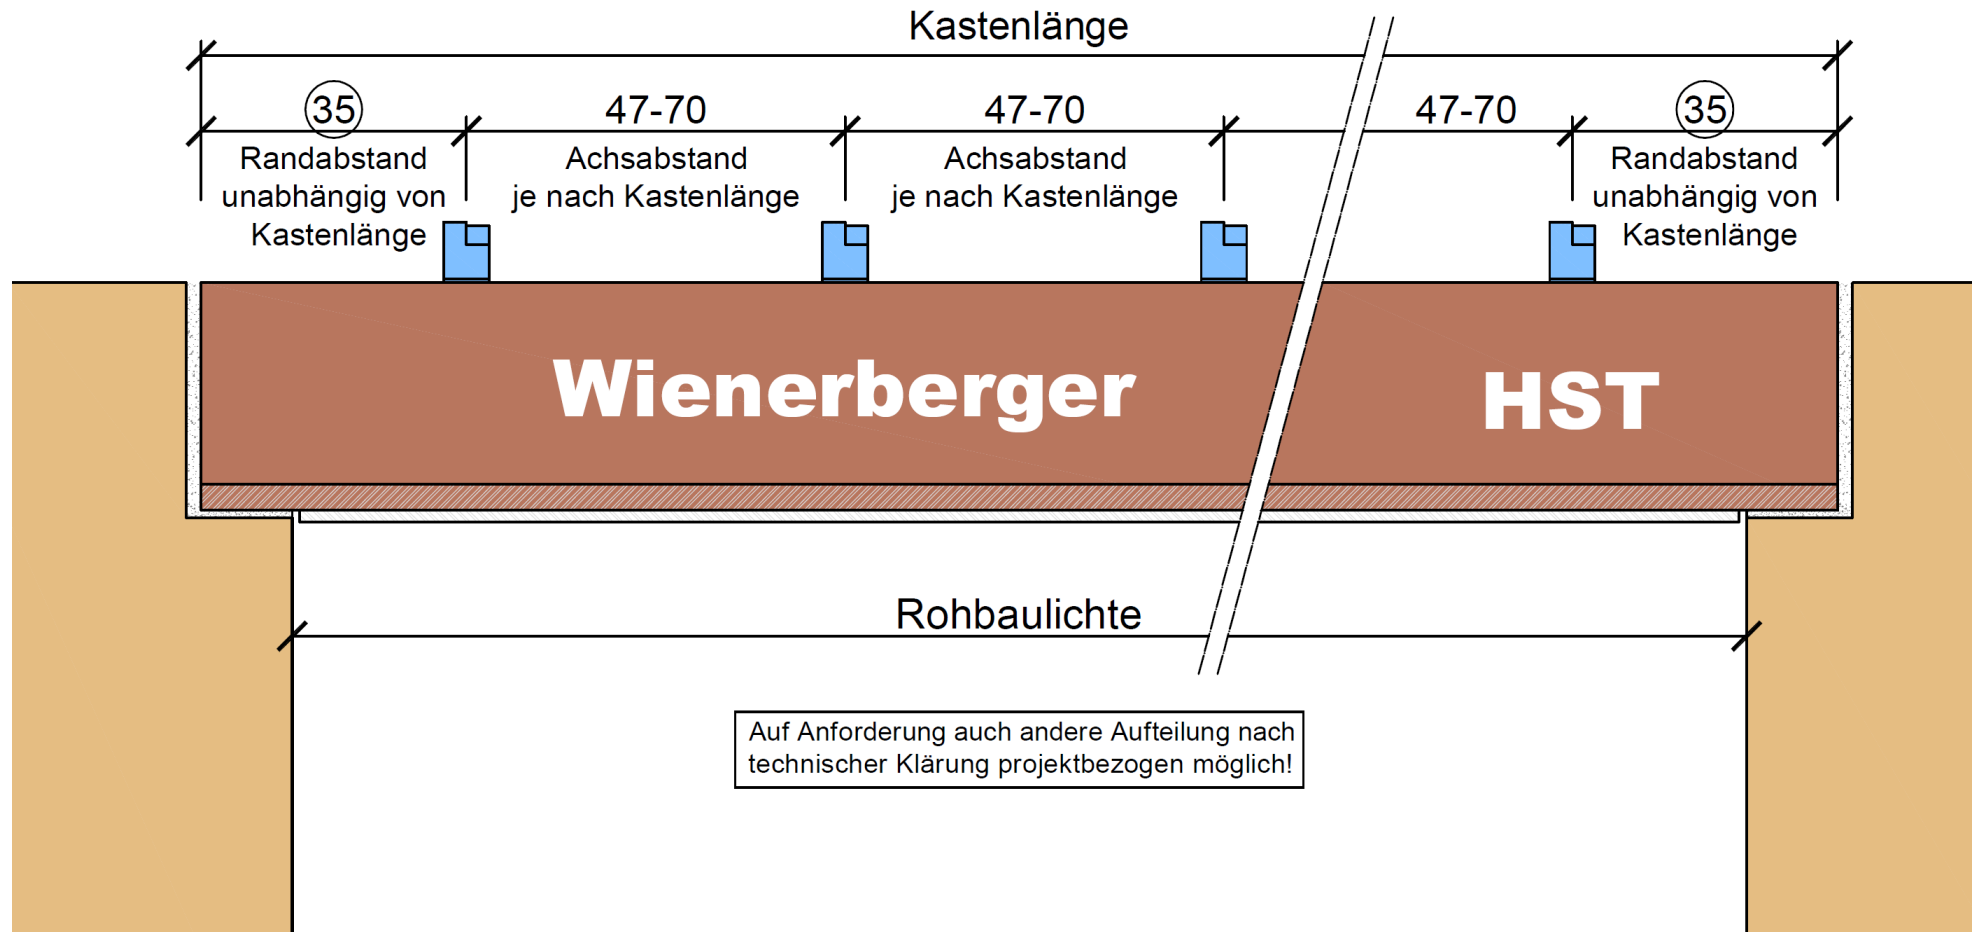 Kastenlänge
35 47-70 47-70 47-70 35
Randabstand
unabhängig von
Kastenlänge
Achsabstand
je nach Kastenlänge
Achsabstand
je nach Kastenlänge
Randabstand
unabhängig von
Kastenlänge
Wienerberger HST
Rohbaulichte
Auf Anforderung auch andere Aufteilung nach
technischer Klärung projektbezogen möglich!